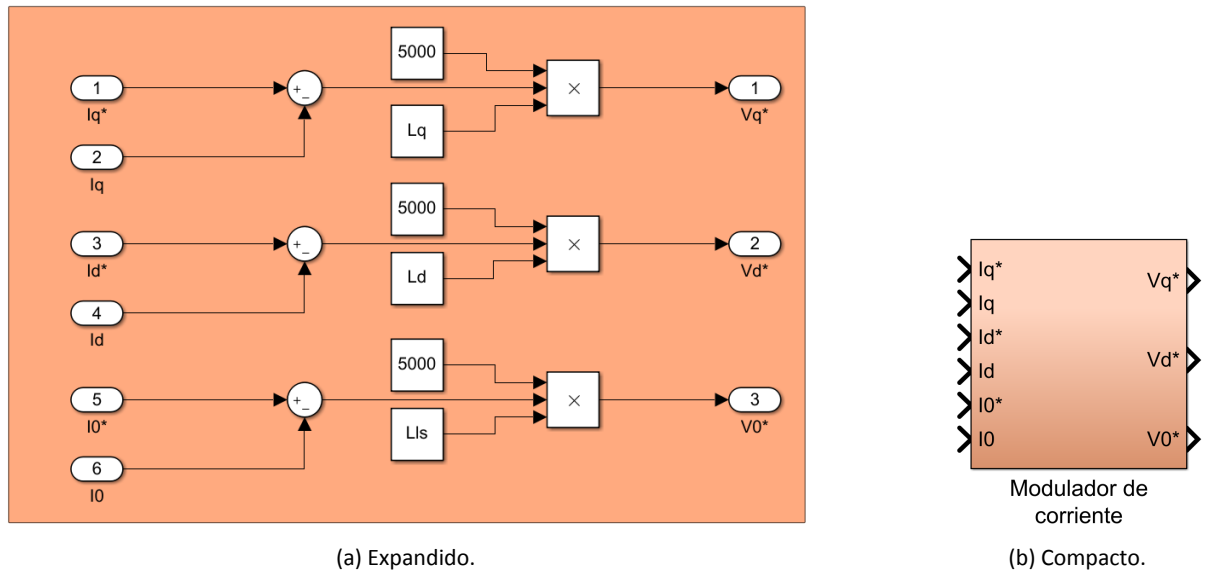 5000
1
Iq*
+
_
×
1
Vq*
Lq
2
Iq
5000
3
Id*
+
_
×
2
Vd*
Ld
4
Id
5000
5
I0*
+
_
×
3
V0*
Lls
6
I0
Iq*
Iq
Id*
Id
I0*
I0
Vq*
Vd*
V0*
Modulador de
corriente
(a) Expandido.
(b) Compacto.